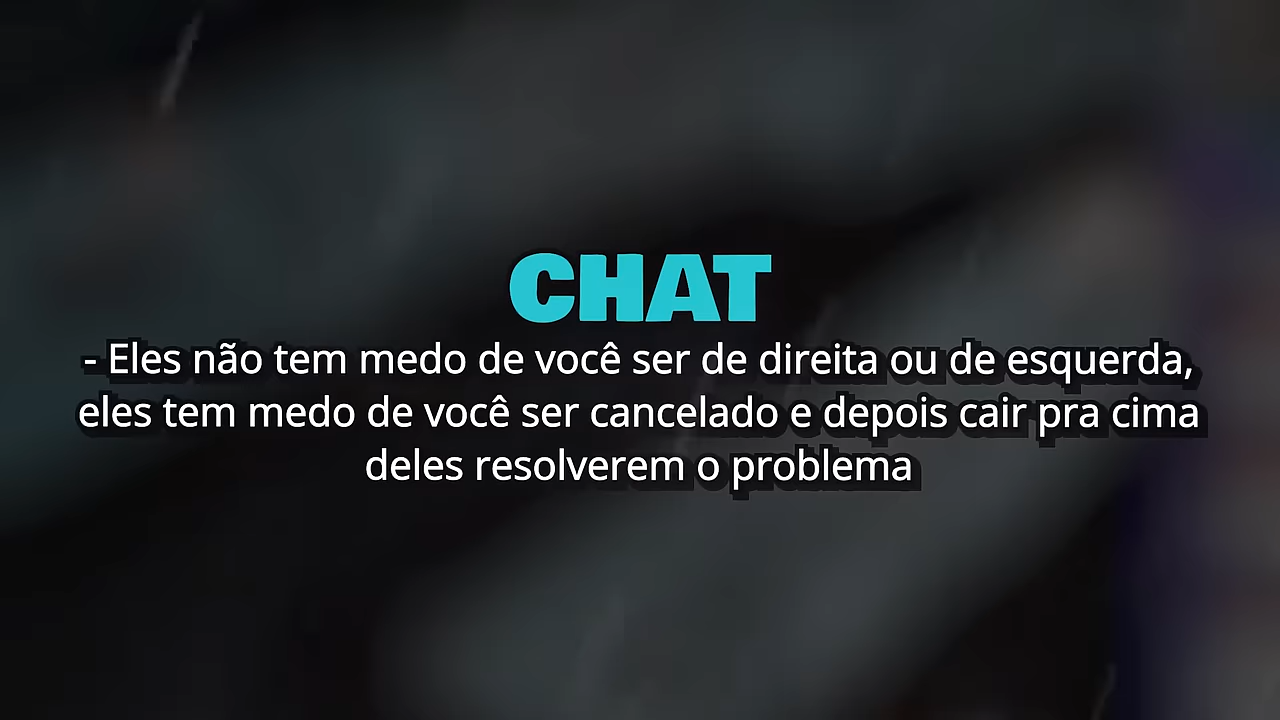 CHAT
- Eles não tem medo de você ser de direita ou de esquerda,
eles tem medo de você ser cancelado e depois cair pra cima
deles resolverem o problema